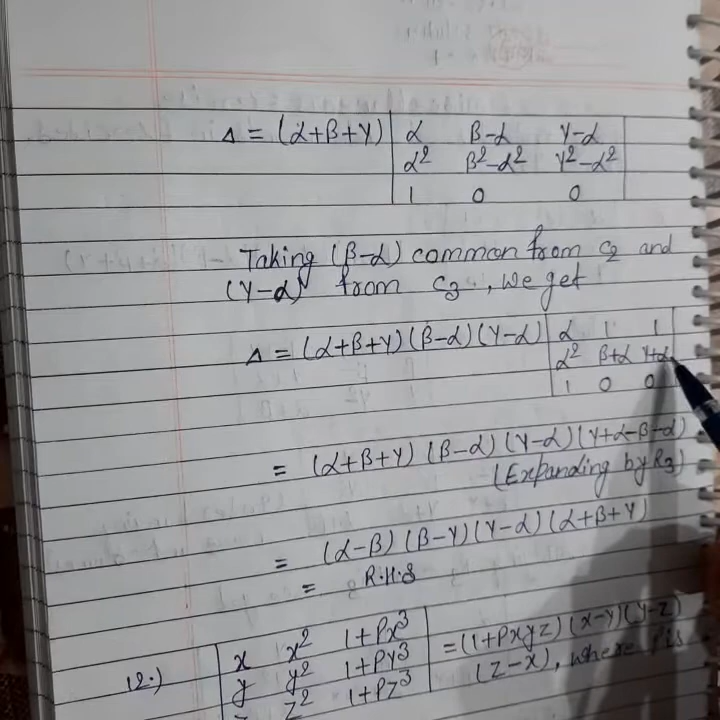 Δ = (α+β+γ) | α β-α γ-α |
| α² β²-α² γ²-α² |
| 1 0 0 |
Taking (β-α) common from C₂ and
(γ-α) from C₃, we get
Δ = (α+β+γ) (β-α) (γ-α) | α 1 1 |
| α² β+α γ+α |
| 1 0 0 |
= (α+β+γ) (β-α) (γ-α) (γ+α-β-α)
(Expanding by R₃)
= (α-β) (β-γ) (γ-α) (α+β+γ)
= R.H.S
12.) | x x² 1+Px³ |
| y y² 1+Py³ | = (1+Pxyz) (x-y) (y-z)
| z² 1+Pz³ | (z-x), where P is